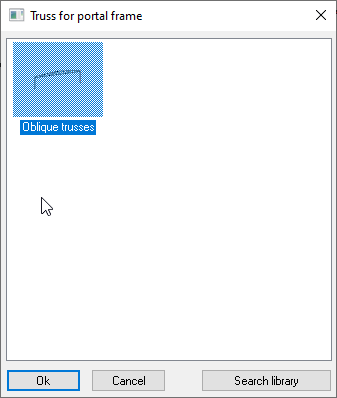 Truss for portal frame
Oblique trusses
Ok
Cancel
Search library